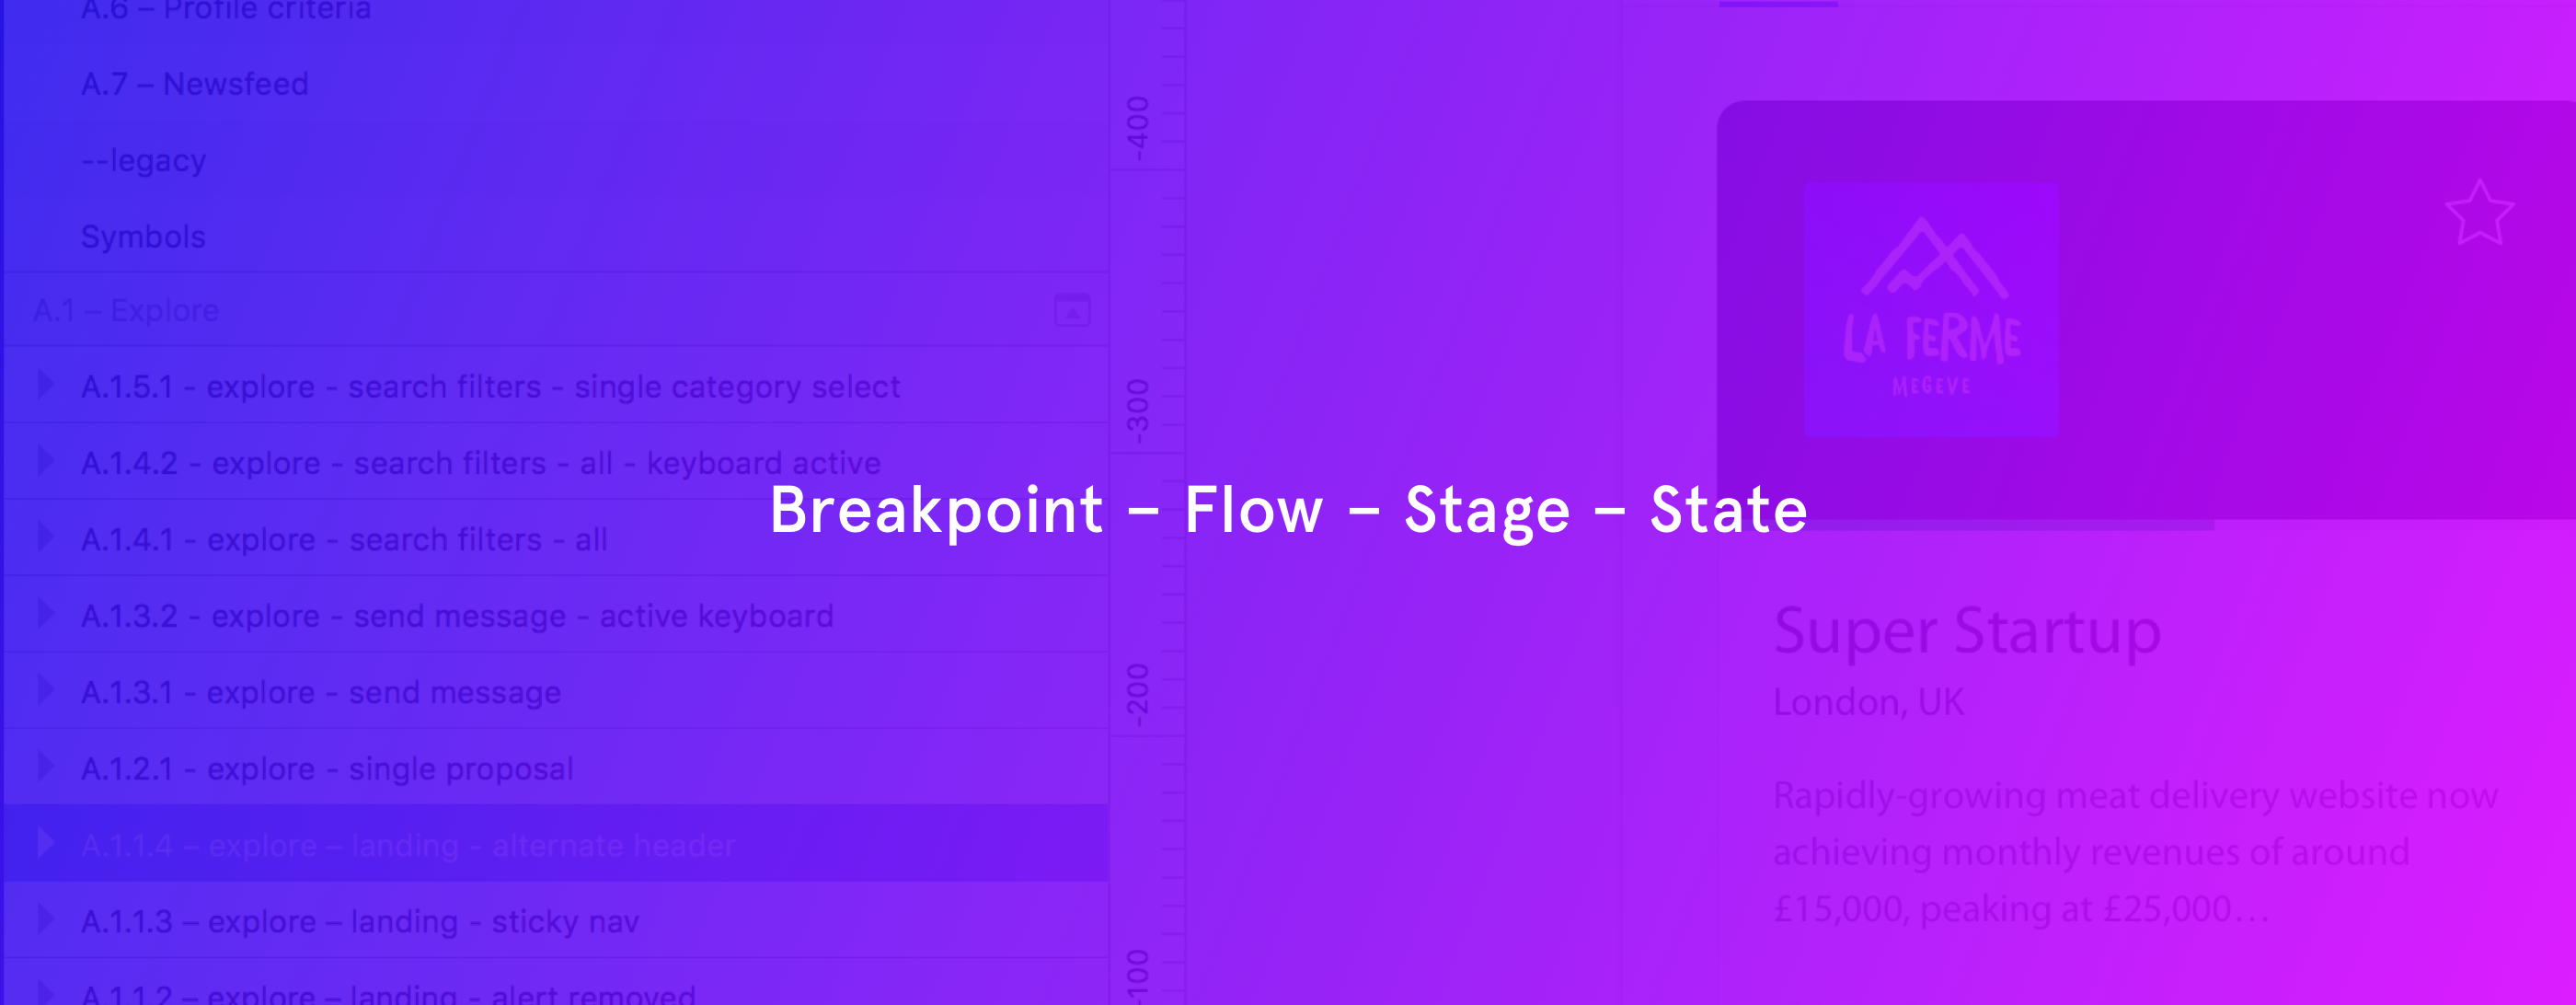 A.6 – Profile criteria
A.7 – Newsfeed
--legacy
Symbols
A.1 – Explore
A.1.5.1 - explore - search filters - single category select
A.1.4.2 - explore - search filters - all - keyboard active
A.1.4.1 - explore - search filters - all
A.1.3.2 - explore - send message - active keyboard
A.1.3.1 - explore - send message
A.1.2.1 - explore - single proposal
A.1.1.4 – explore – landing - alternate header
A.1.1.3 – explore – landing - sticky nav
A.1.1.2 – explore – landing - alert removed
-400
-300
-200
-100
Breakpoint – Flow – Stage – State
LA FERME
MEGEVE
Super Startup
London, UK
Rapidly-growing meat delivery website now
achieving monthly revenues of around
£15,000, peaking at £25,000...